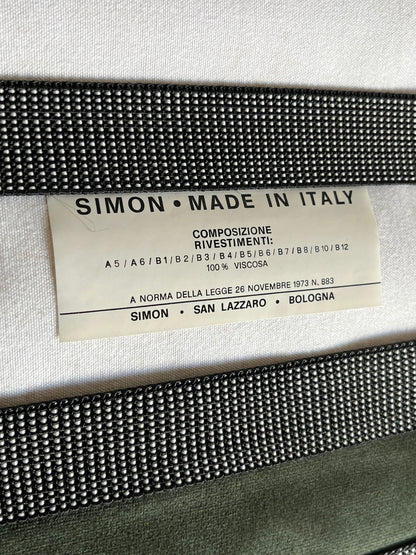 SIMON • MADE IN ITALY
COMPOSIZIONE
RIVESTIMENTI:
A5/A6/B1/B2/B3/B4/B5/B6/B7/B8/B10/B12
100% VISCOSA
A NORMA DELLA LEGGE 26 NOVEMBRE 1973 N. 883
SIMON • SAN LAZZARO • BOLOGNA